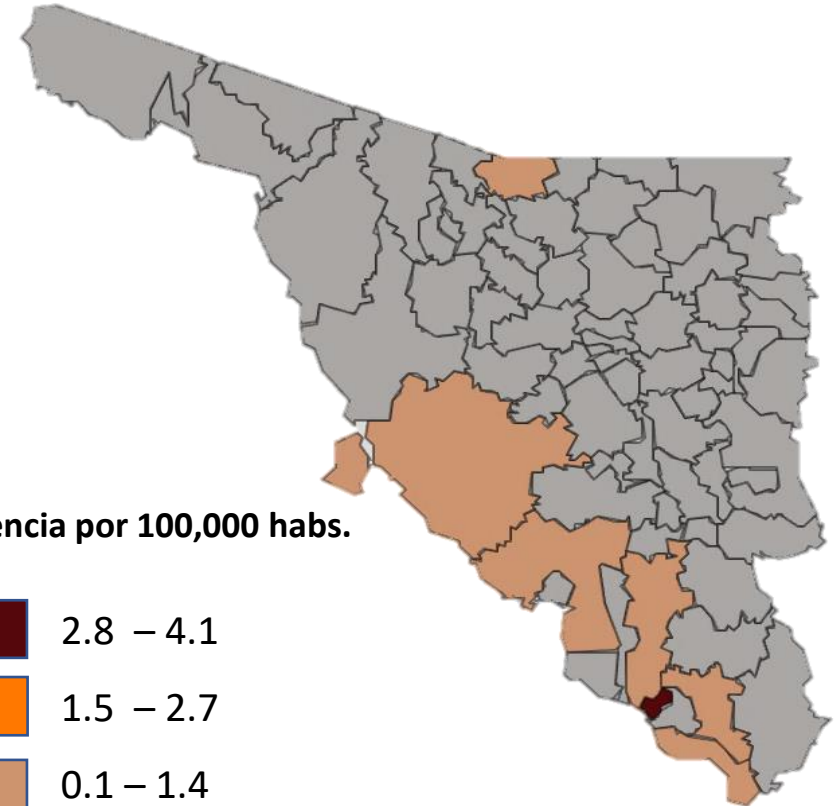 encia por 100,000 habs.
2.8 – 4.1
1.5 – 2.7
0.1 – 1.4